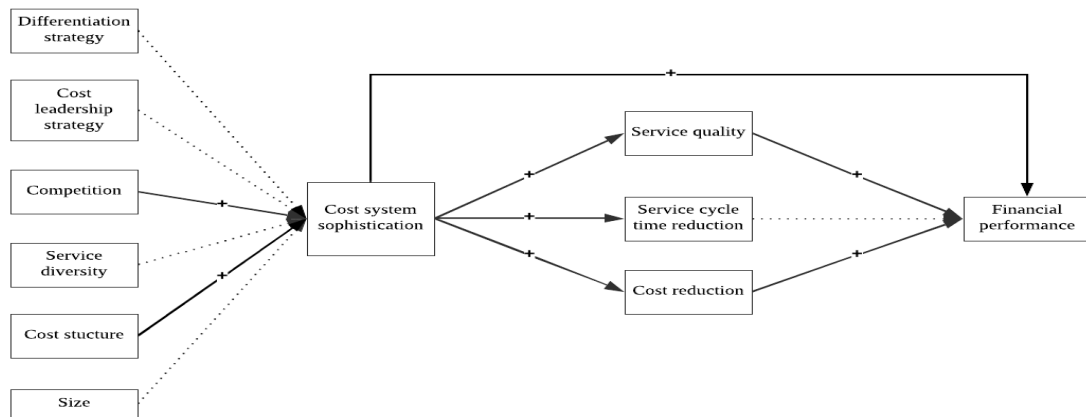 Differentiation
strategy
Cost
leadership
strategy
Competition
Service
diversity
Cost stucture
Size
+
+
Cost system
sophistication
+
+
+
+
Service quality
Service cycle
time reduction
Cost reduction
+
+
Financial
performance